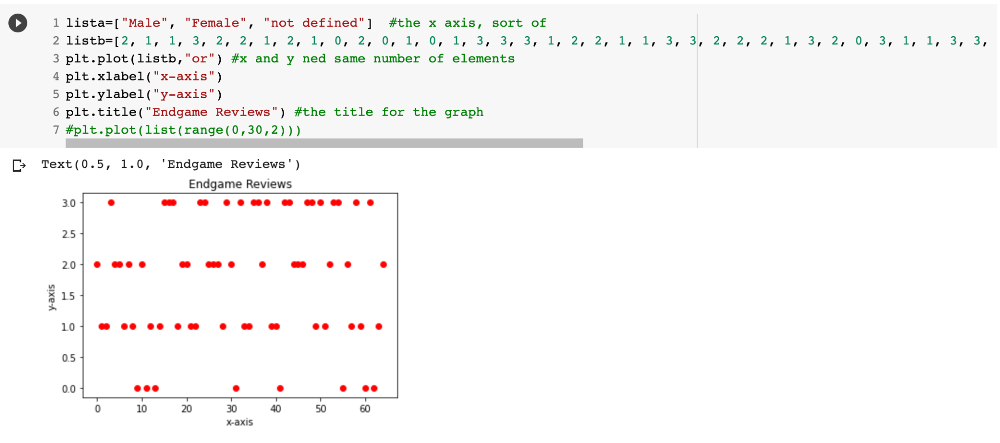 1 lista=["Male", "Female", "not defined"]  #the x axis, sort of
2 listb=[2, 1, 1, 3, 2, 2, 1, 2, 1, 0, 2, 0, 1, 0, 1, 3, 3, 3, 1, 2, 2, 1, 1, 3, 3, 2, 2, 2, 1, 3, 2, 0, 3, 1, 1, 3, 3,
3 plt.plot(listb,"or") #x and y ned same number of elements
4 plt.xlabel("x-axis")
5 plt.ylabel("y-axis")
6 plt.title("Endgame Reviews") #the title for the graph
7 #plt.plot(list(range(0,30,2)))
Text(0.5, 1.0, 'Endgame Reviews')
Endgame Reviews
3.0
2.5
2.0
1.5
1.0
0.5
0.0
y-axis
0 10 20 30 40 50 60
x-axis